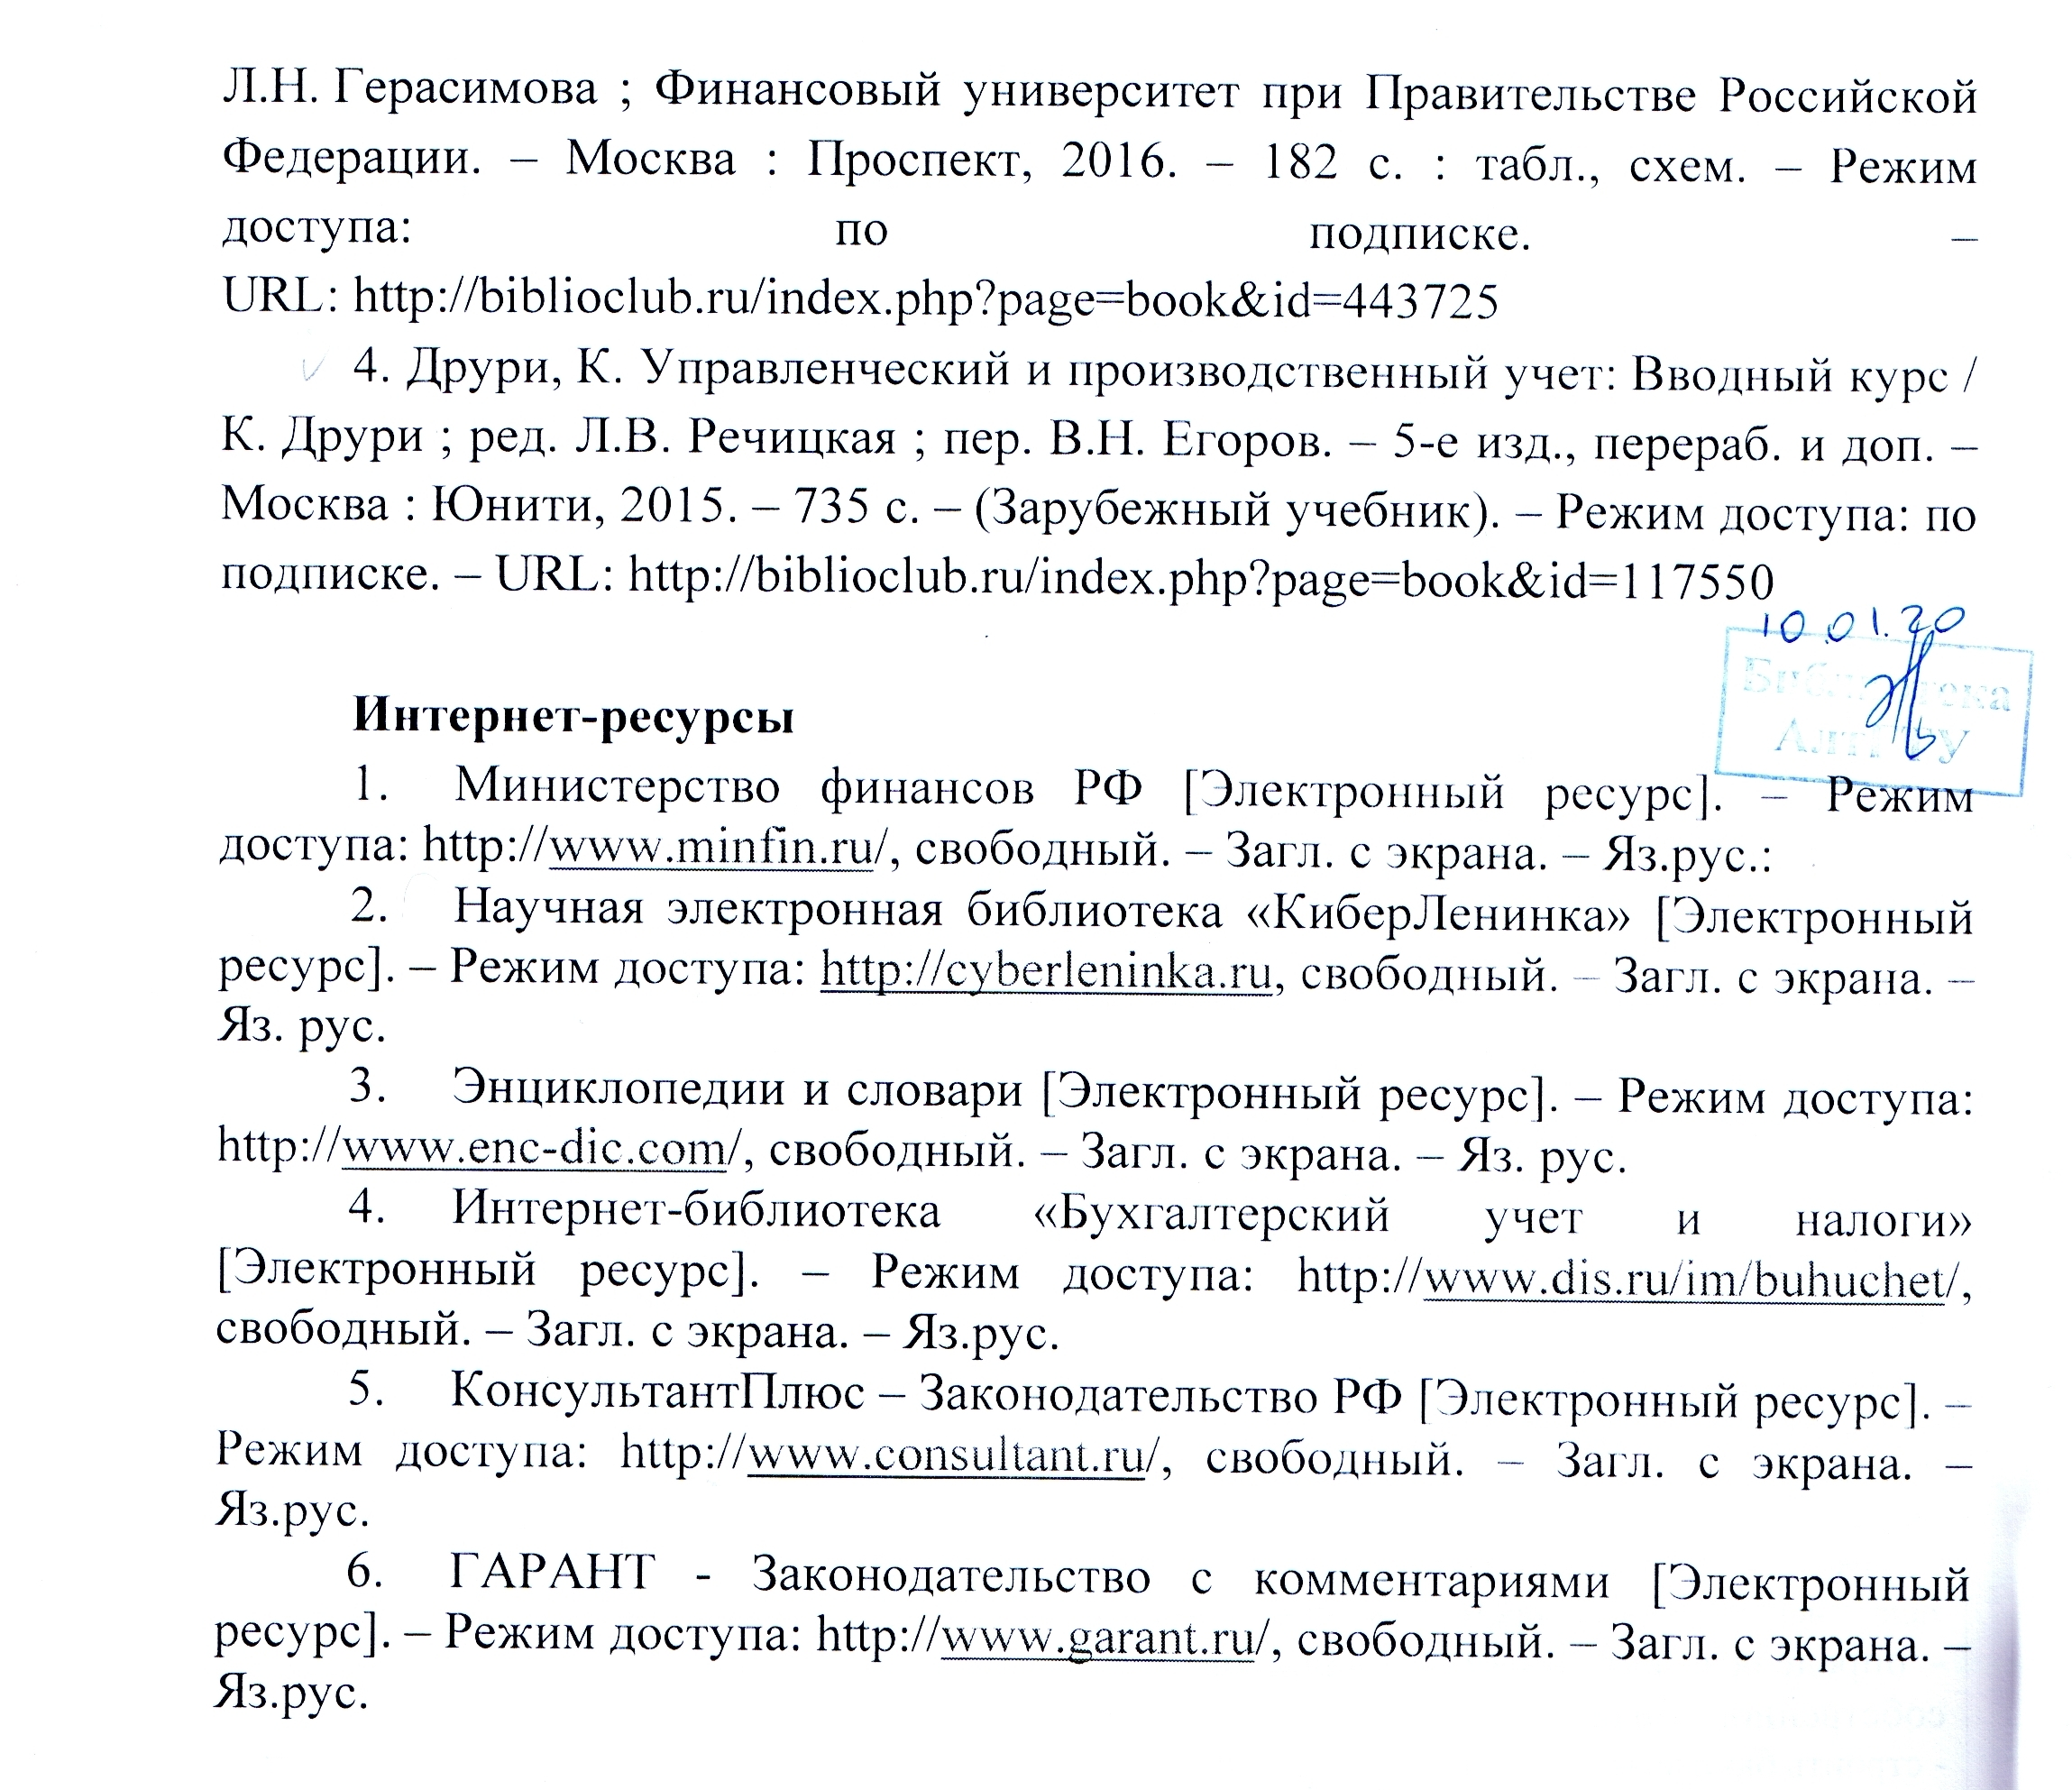 Л.Н. Герасимова ; Финансовый университет при Правительстве Российской
Федерации. – Москва : Проспект, 2016. – 182 с. : табл., схем. – Режим
доступа: по подписке. –
URL: http://biblioclub.ru/index.php?page=book&id=443725
4. Друри, К. Управленческий и производственный учет: Вводный курс /
К. Друри ; ред. Л.В. Речицкая ; пер. В.Н. Егоров. – 5-е изд., перераб. и доп. –
Москва : Юнити, 2015. – 735 с. – (Зарубежный учебник). – Режим доступа: по
подписке. – URL: http://biblioclub.ru/index.php?page=book&id=117550
10.01.20
Библиотека
АлтГТУ
Интернет-ресурсы
1. Министерство финансов РФ [Электронный ресурс]. – Режим
доступа: http://www.minfin.ru/, свободный. – Загл. с экрана. – Яз.рус.:
2. Научная электронная библиотека «КиберЛенинка» [Электронный
ресурс]. – Режим доступа: http://cyberleninka.ru, свободный. – Загл. с экрана. –
Яз. рус.
3. Энциклопедии и словари [Электронный ресурс]. – Режим доступа:
http://www.enc-dic.com/, свободный. – Загл. с экрана. – Яз. рус.
4. Интернет-библиотека «Бухгалтерский учет и налоги»
[Электронный ресурс]. – Режим доступа: http://www.dis.ru/im/buhuchet/,
свободный. – Загл. с экрана. – Яз.рус.
5. КонсультантПлюс – Законодательство РФ [Электронный ресурс]. –
Режим доступа: http://www.consultant.ru/, свободный. – Загл. с экрана. –
Яз.рус.
6. ГАРАНТ - Законодательство с комментариями [Электронный
ресурс]. – Режим доступа: http://www.garant.ru/, свободный. – Загл. с экрана. –
Яз.рус.